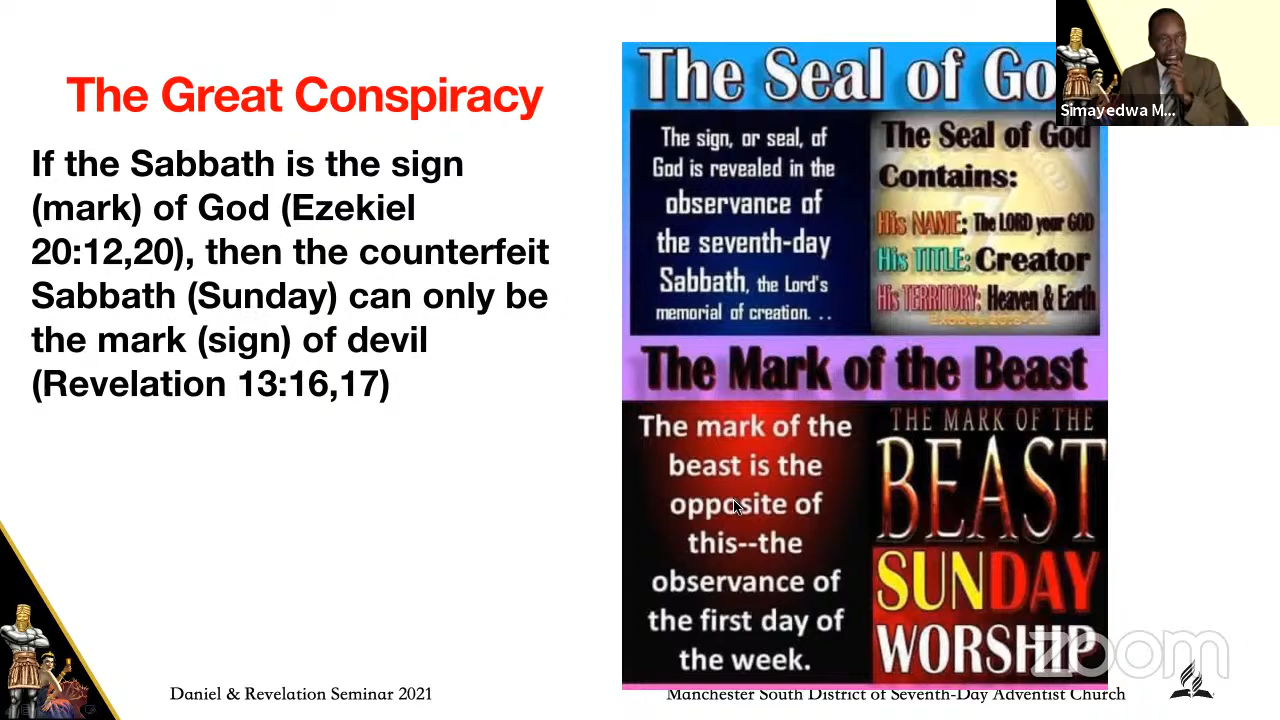 The Great Conspiracy
If the Sabbath is the sign
(mark) of God (Ezekiel
20:12,20), then the counterfeit
Sabbath (Sunday) can only be
the mark (sign) of devil
(Revelation 13:16,17)
The Seal of Go
The sign, or seal, of
God is revealed in the
observance of
the seventh-day
Sabbath, the Lord's
memorial of creation. . .
The Seal of God
Contains:
His NAME: The LORD your GOD
His TITLE: Creator
His TERRITORY: Heaven & Earth
The Mark of the Beast
The mark of the
beast is the
opposite of
this--the
observance of
the first day of
the week.
THE MARK OF THE
BEAST
SUNDAY
WORSHIP
Simayedwa M...
zoom
Daniel & Revelation Seminar 2021
Manchester South District of Seventh-Day Adventist Church